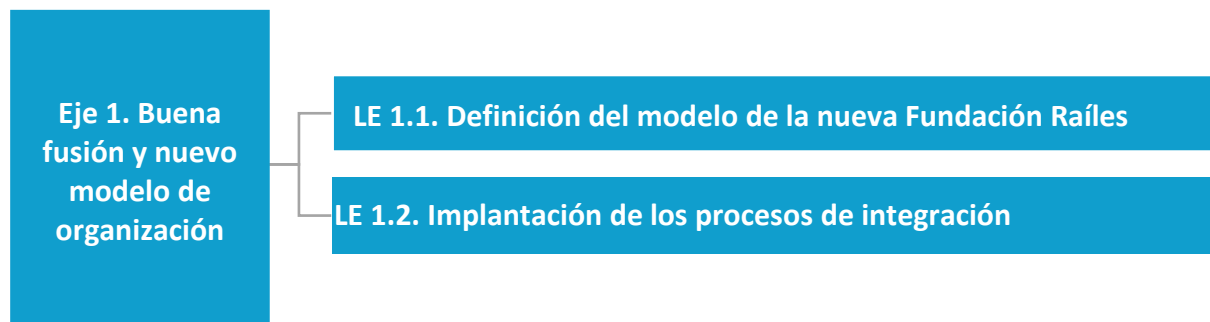 Eje 1. Buena
fusión y nuevo
modelo de
organización
LE 1.1. Definición del modelo de la nueva Fundación Raíles
LE 1.2. Implantación de los procesos de integración